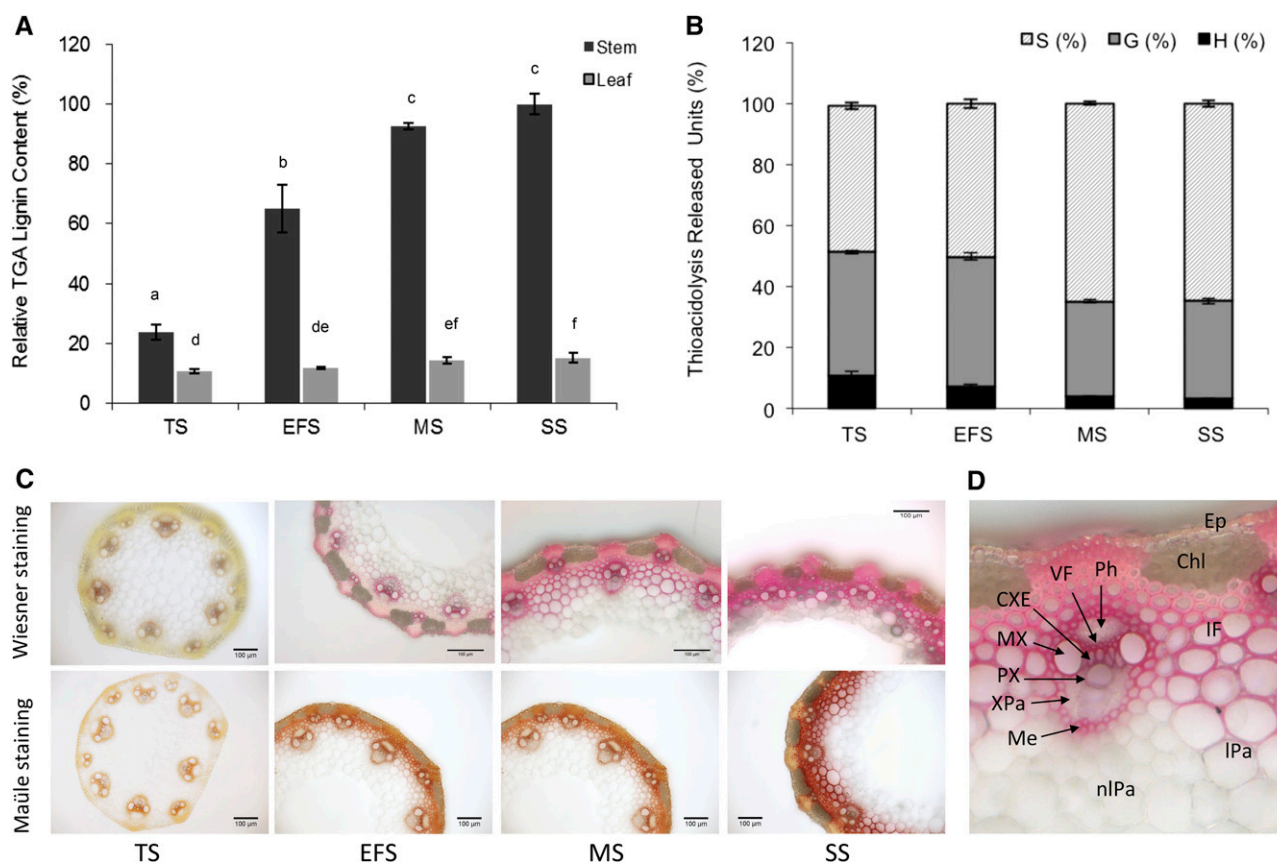 A
120
100
80
60
40
20
0
Relative TGA Lignin Content (%)
Stem
Leaf
a
d
b
de
c
ef
c
f
TS
EFS
MS
SS
B
S (%)
G (%)
H (%)
120
100
80
60
40
20
0
Thioacidolysis Released Units (%)
TS
EFS
MS
SS
C
Wiesner staining
100 µm
100 µm
100 µm
100 µm
Maüle staining
100 µm
100 µm
100 µm
100 µm
TS
EFS
MS
SS
D
Ep
Chl
VF
Ph
CXE
MX
IF
PX
XPa
Me
lPa
nlPa